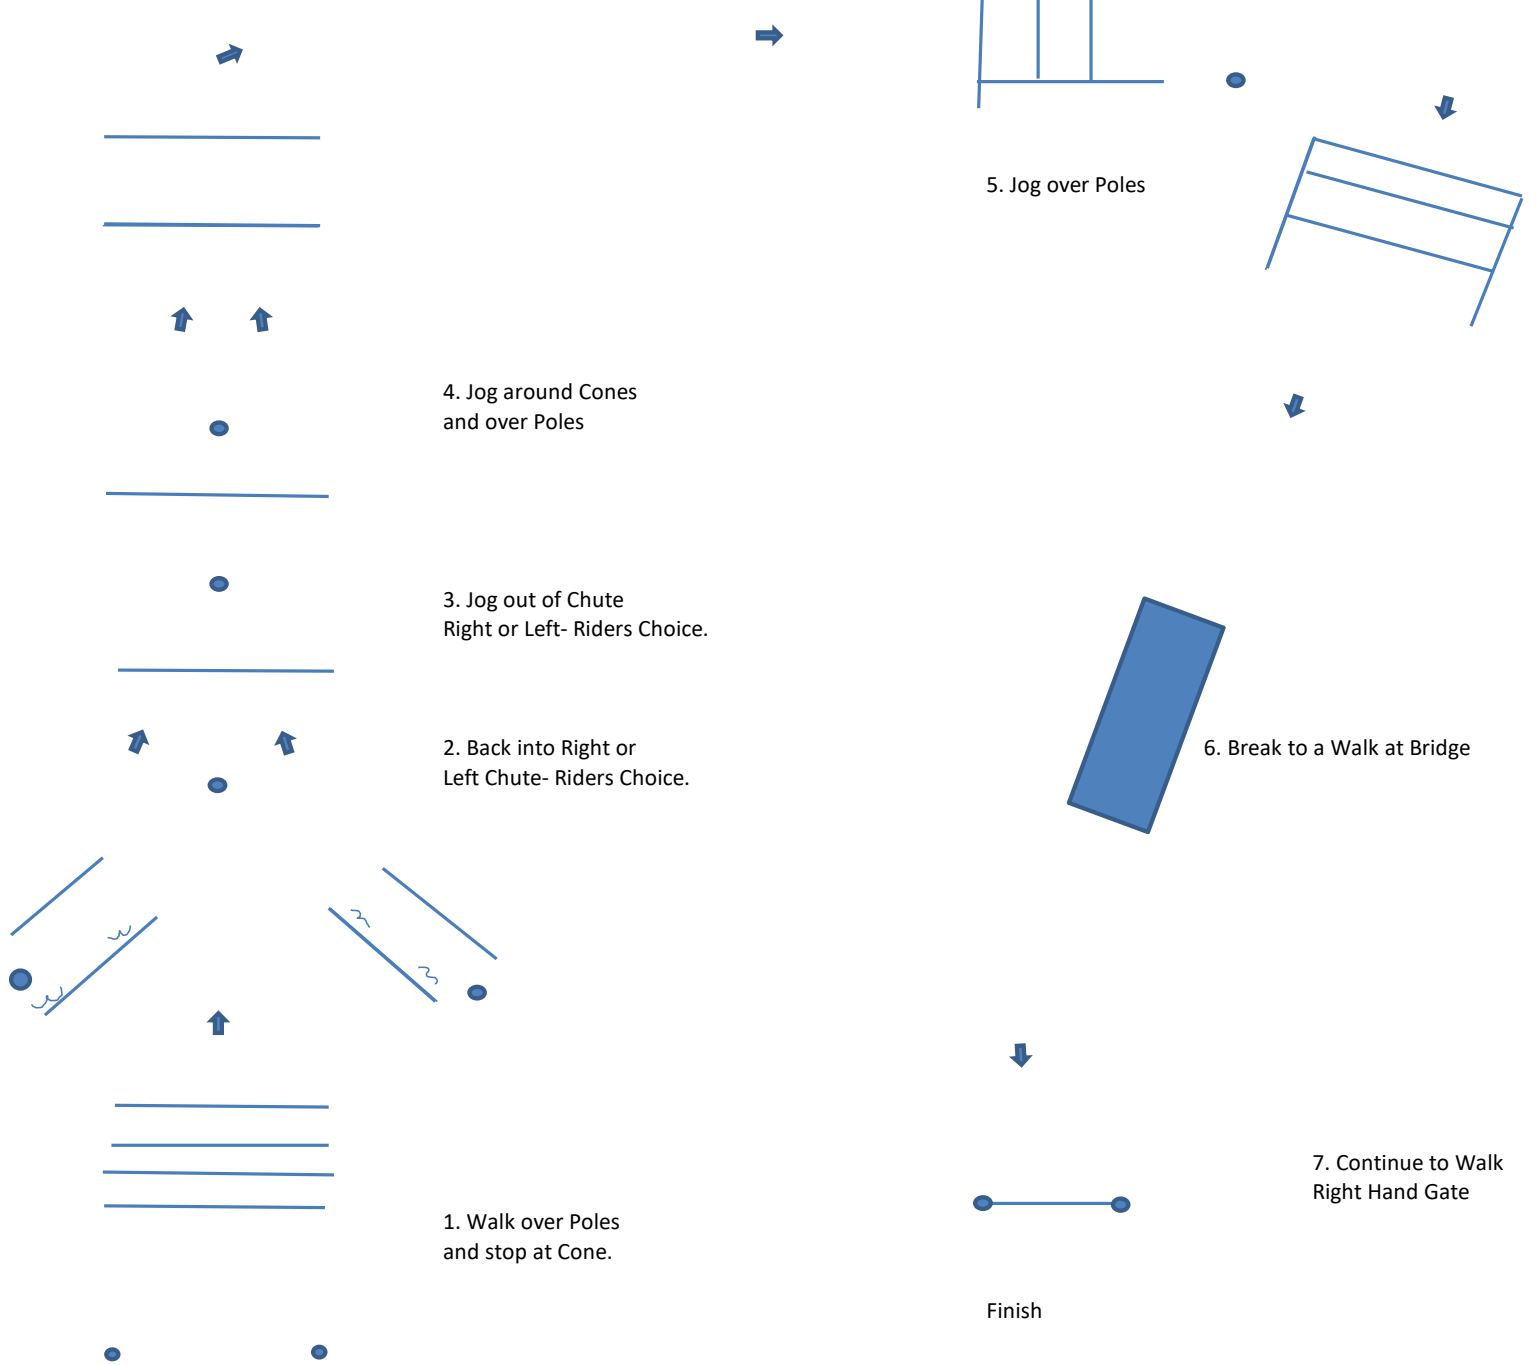 5. Jog over Poles
4. Jog around Cones
and over Poles
3. Jog out of Chute
Right or Left- Riders Choice.
2. Back into Right or
Left Chute- Riders Choice.
6. Break to a Walk at Bridge
7. Continue to Walk
Right Hand Gate
1. Walk over Poles
and stop at Cone.
Finish